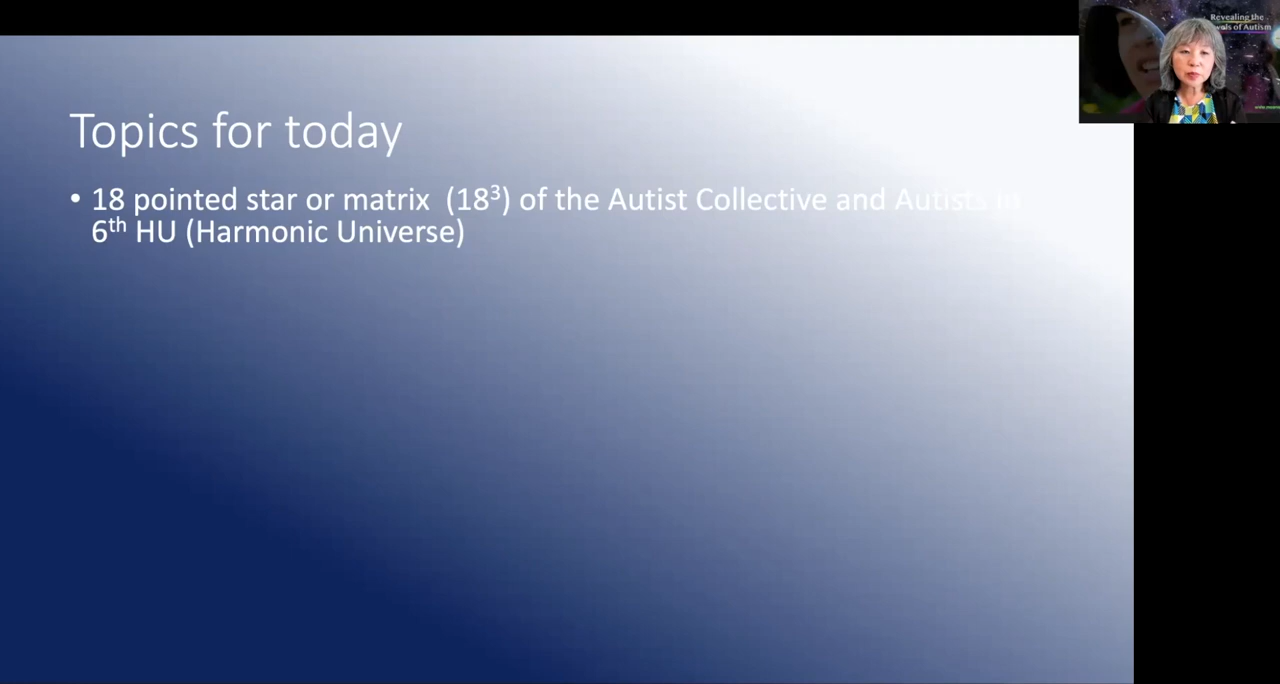 Topics for today
• 18 pointed star or matrix (18³) of the Autist Collective and Autists in
6th HU (Harmonic Universe)
Revealing the
of Autism